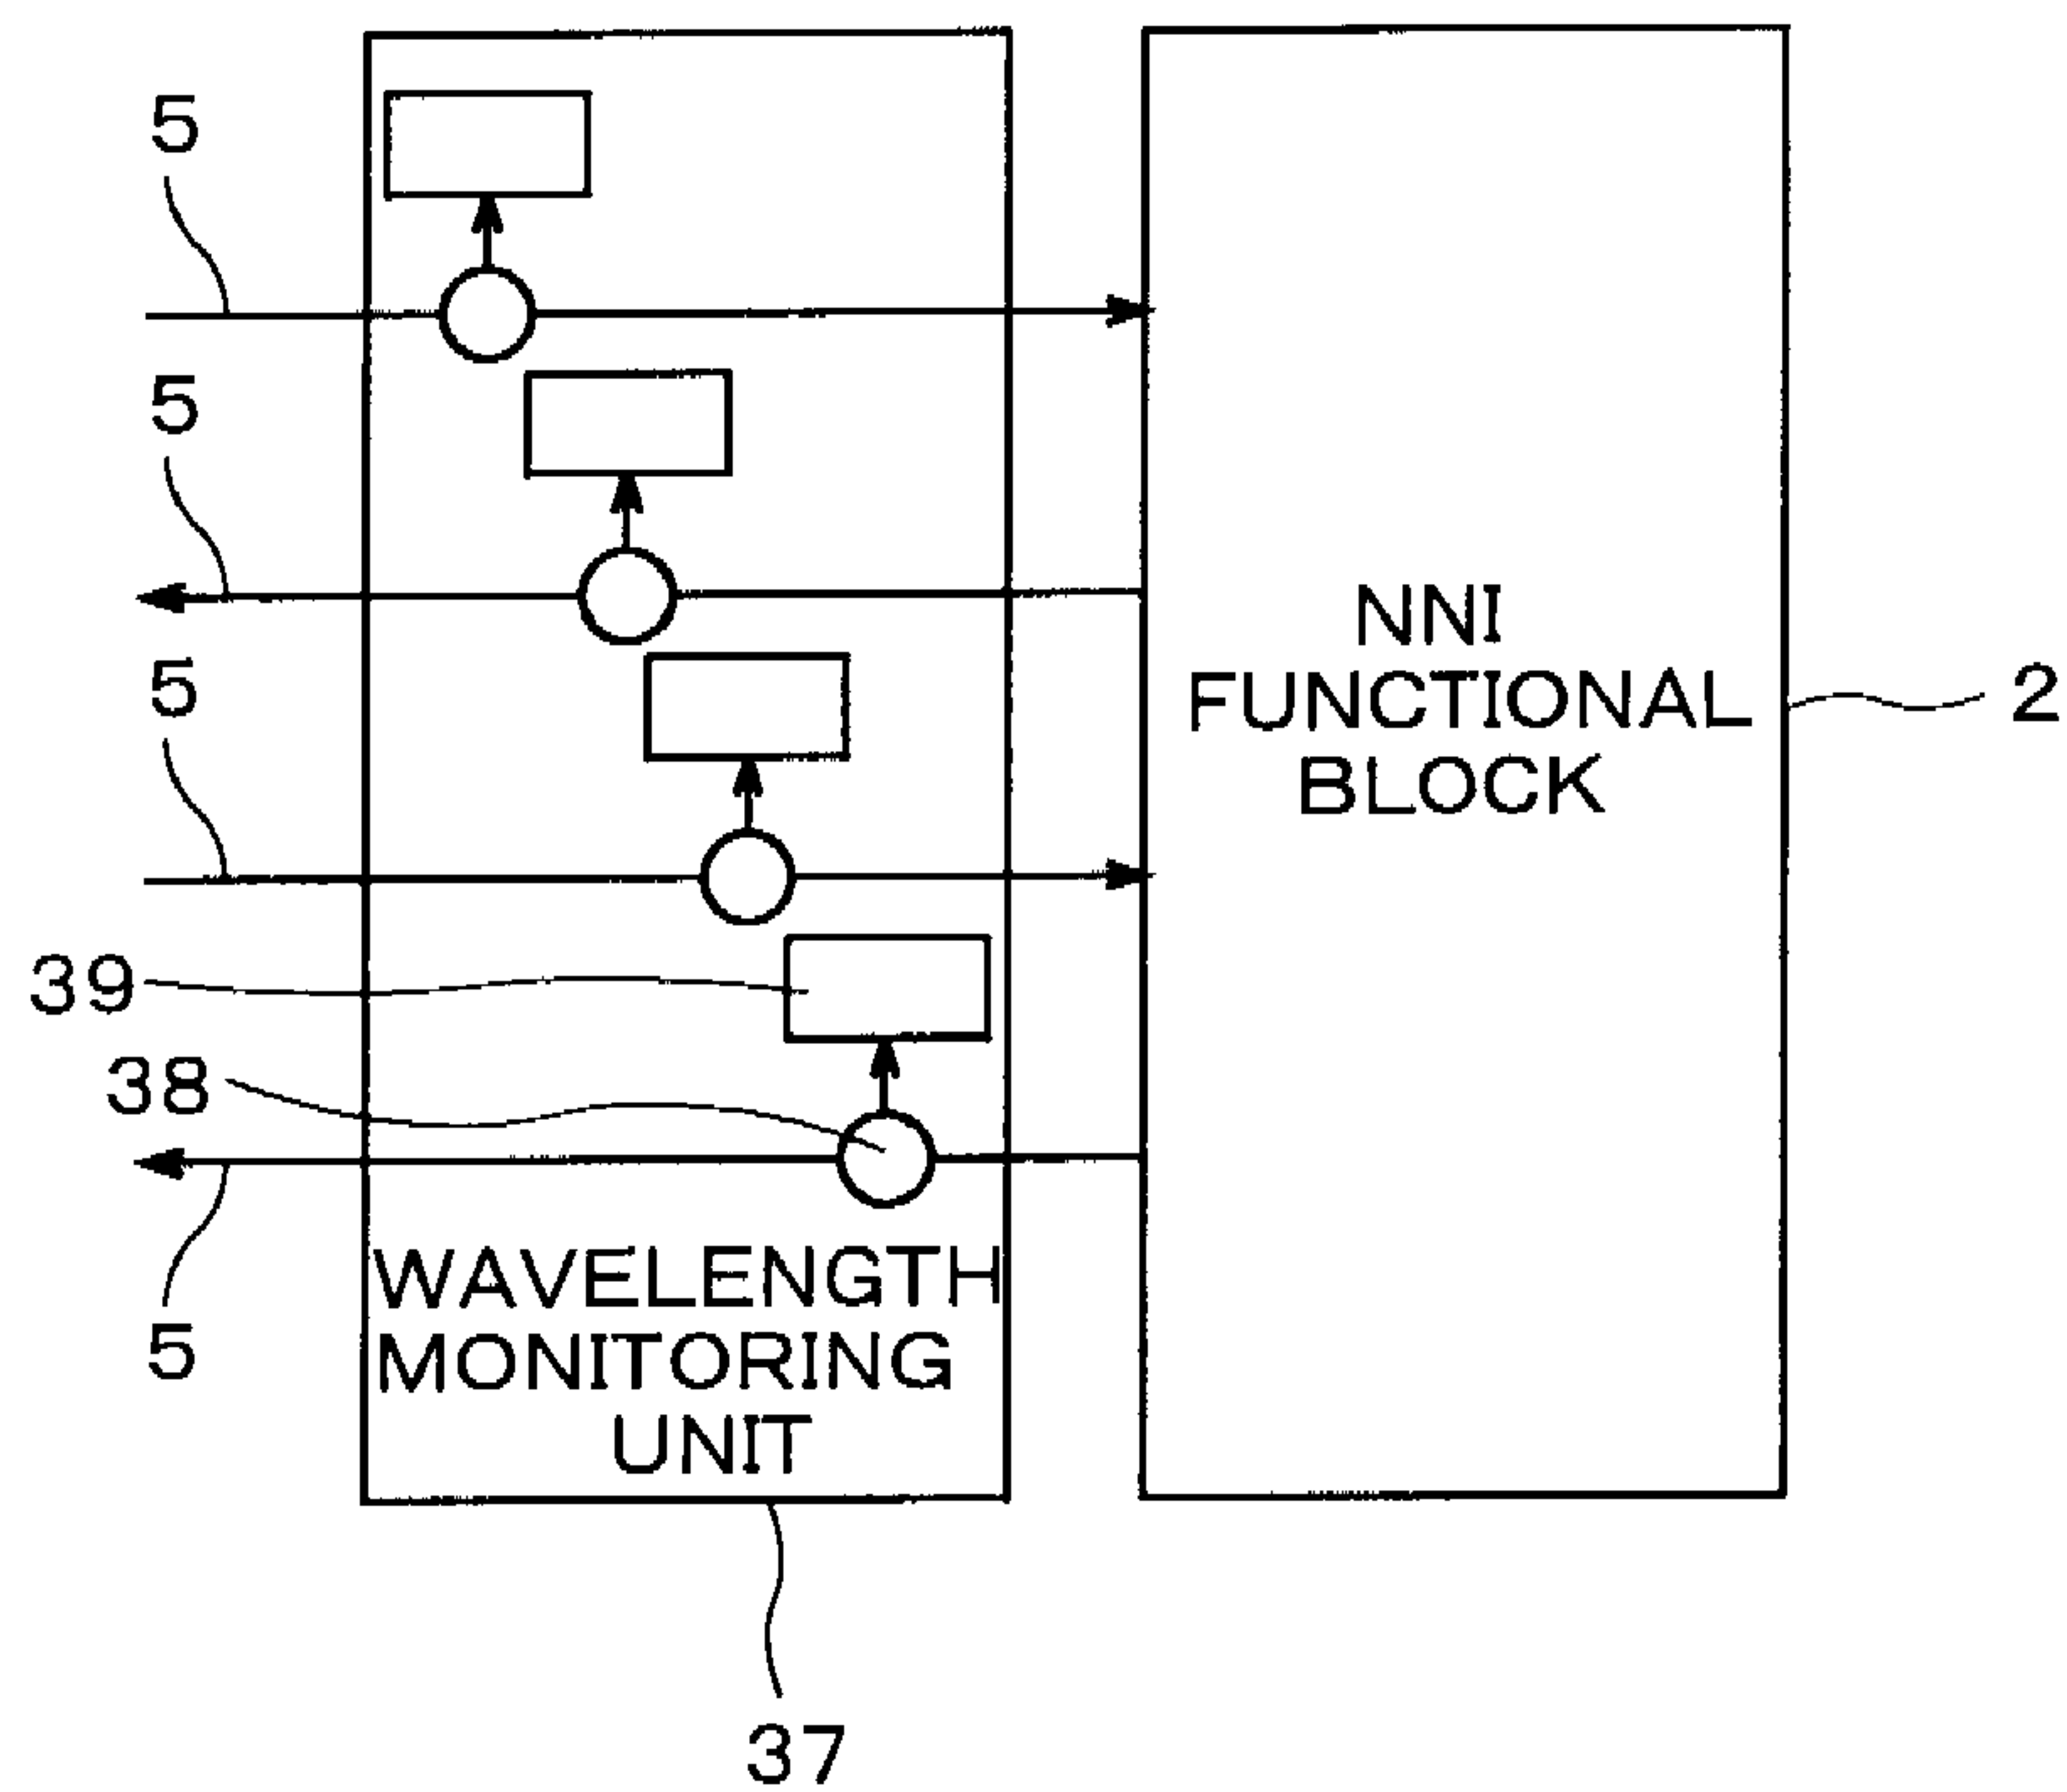 5
5
NNI
FUNCTIONAL
BLOCK
2
5
39
38
5
WAVELENGTH
MONITORING
UNIT
37